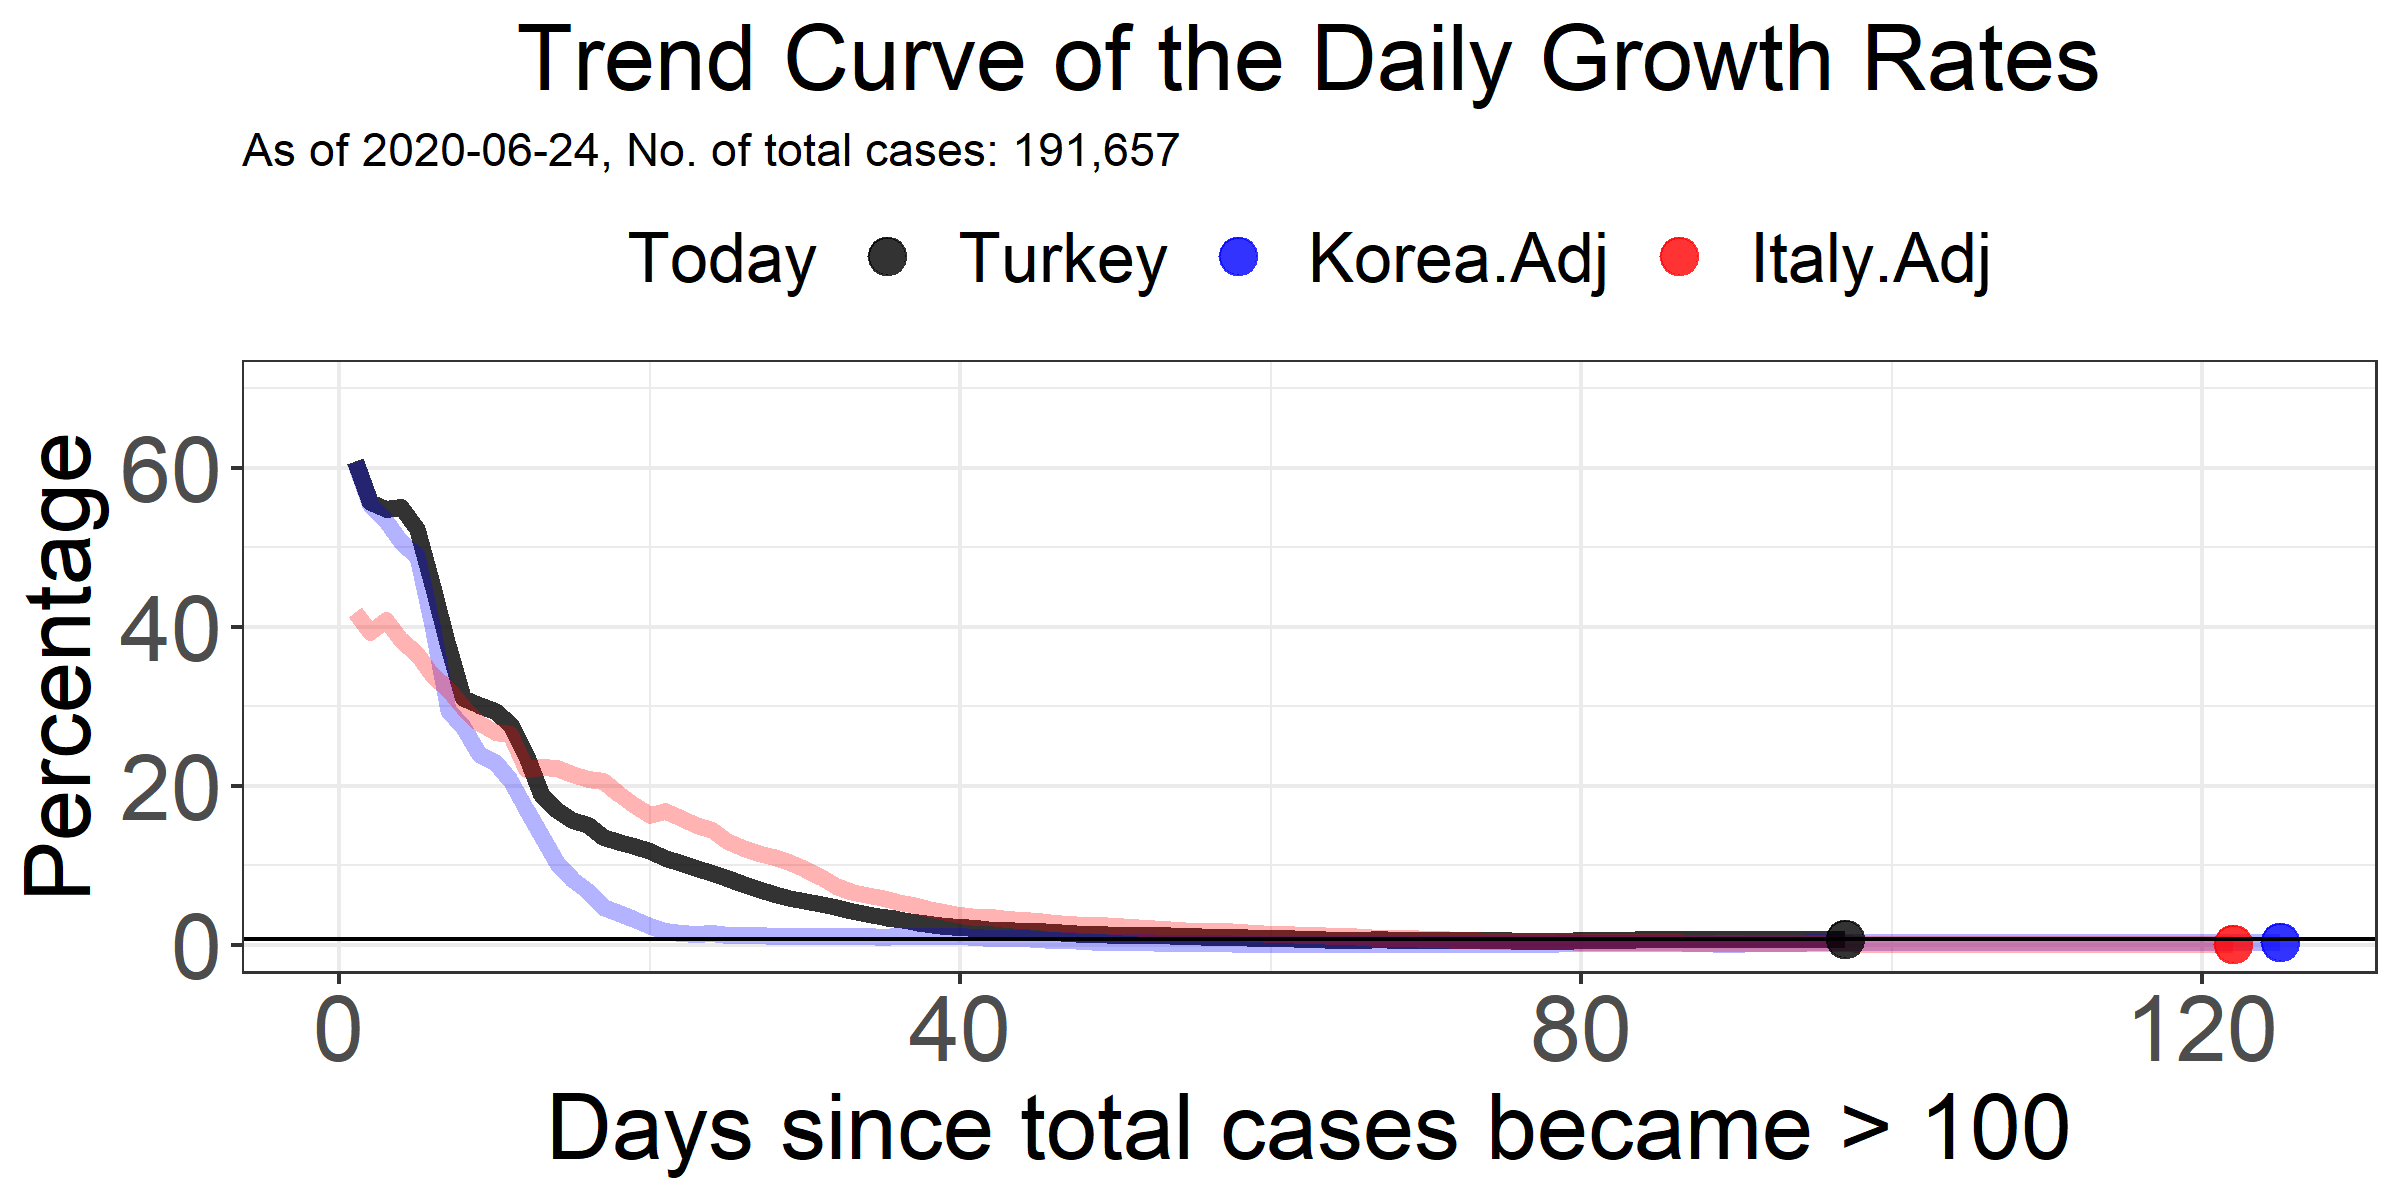 Trend Curve of the Daily Growth Rates
As of 2020-06-24, No. of total cases: 191,657
Today Turkey Korea.Adj Italy.Adj
Percentage
60
40
20
0
0 40 80 120
Days since total cases became > 100